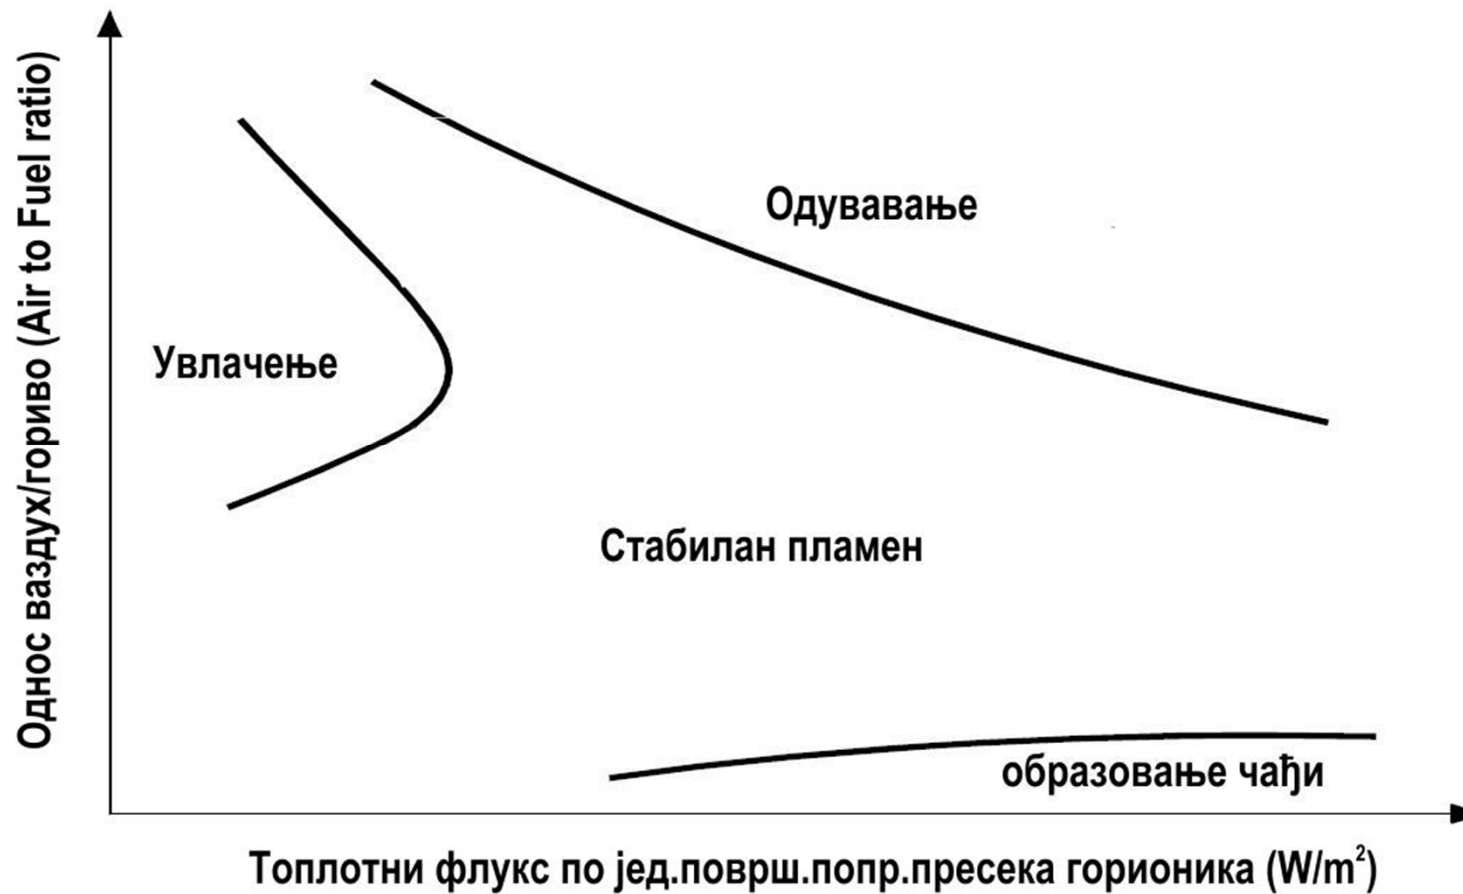 Однос ваздух/гориво (Air to Fuel ratio)
Одувавање
Увлачење
Стабилан пламен
образовање чађи
Топлотни флукс по јед.површ.попр.пресека горионика (W/m²)